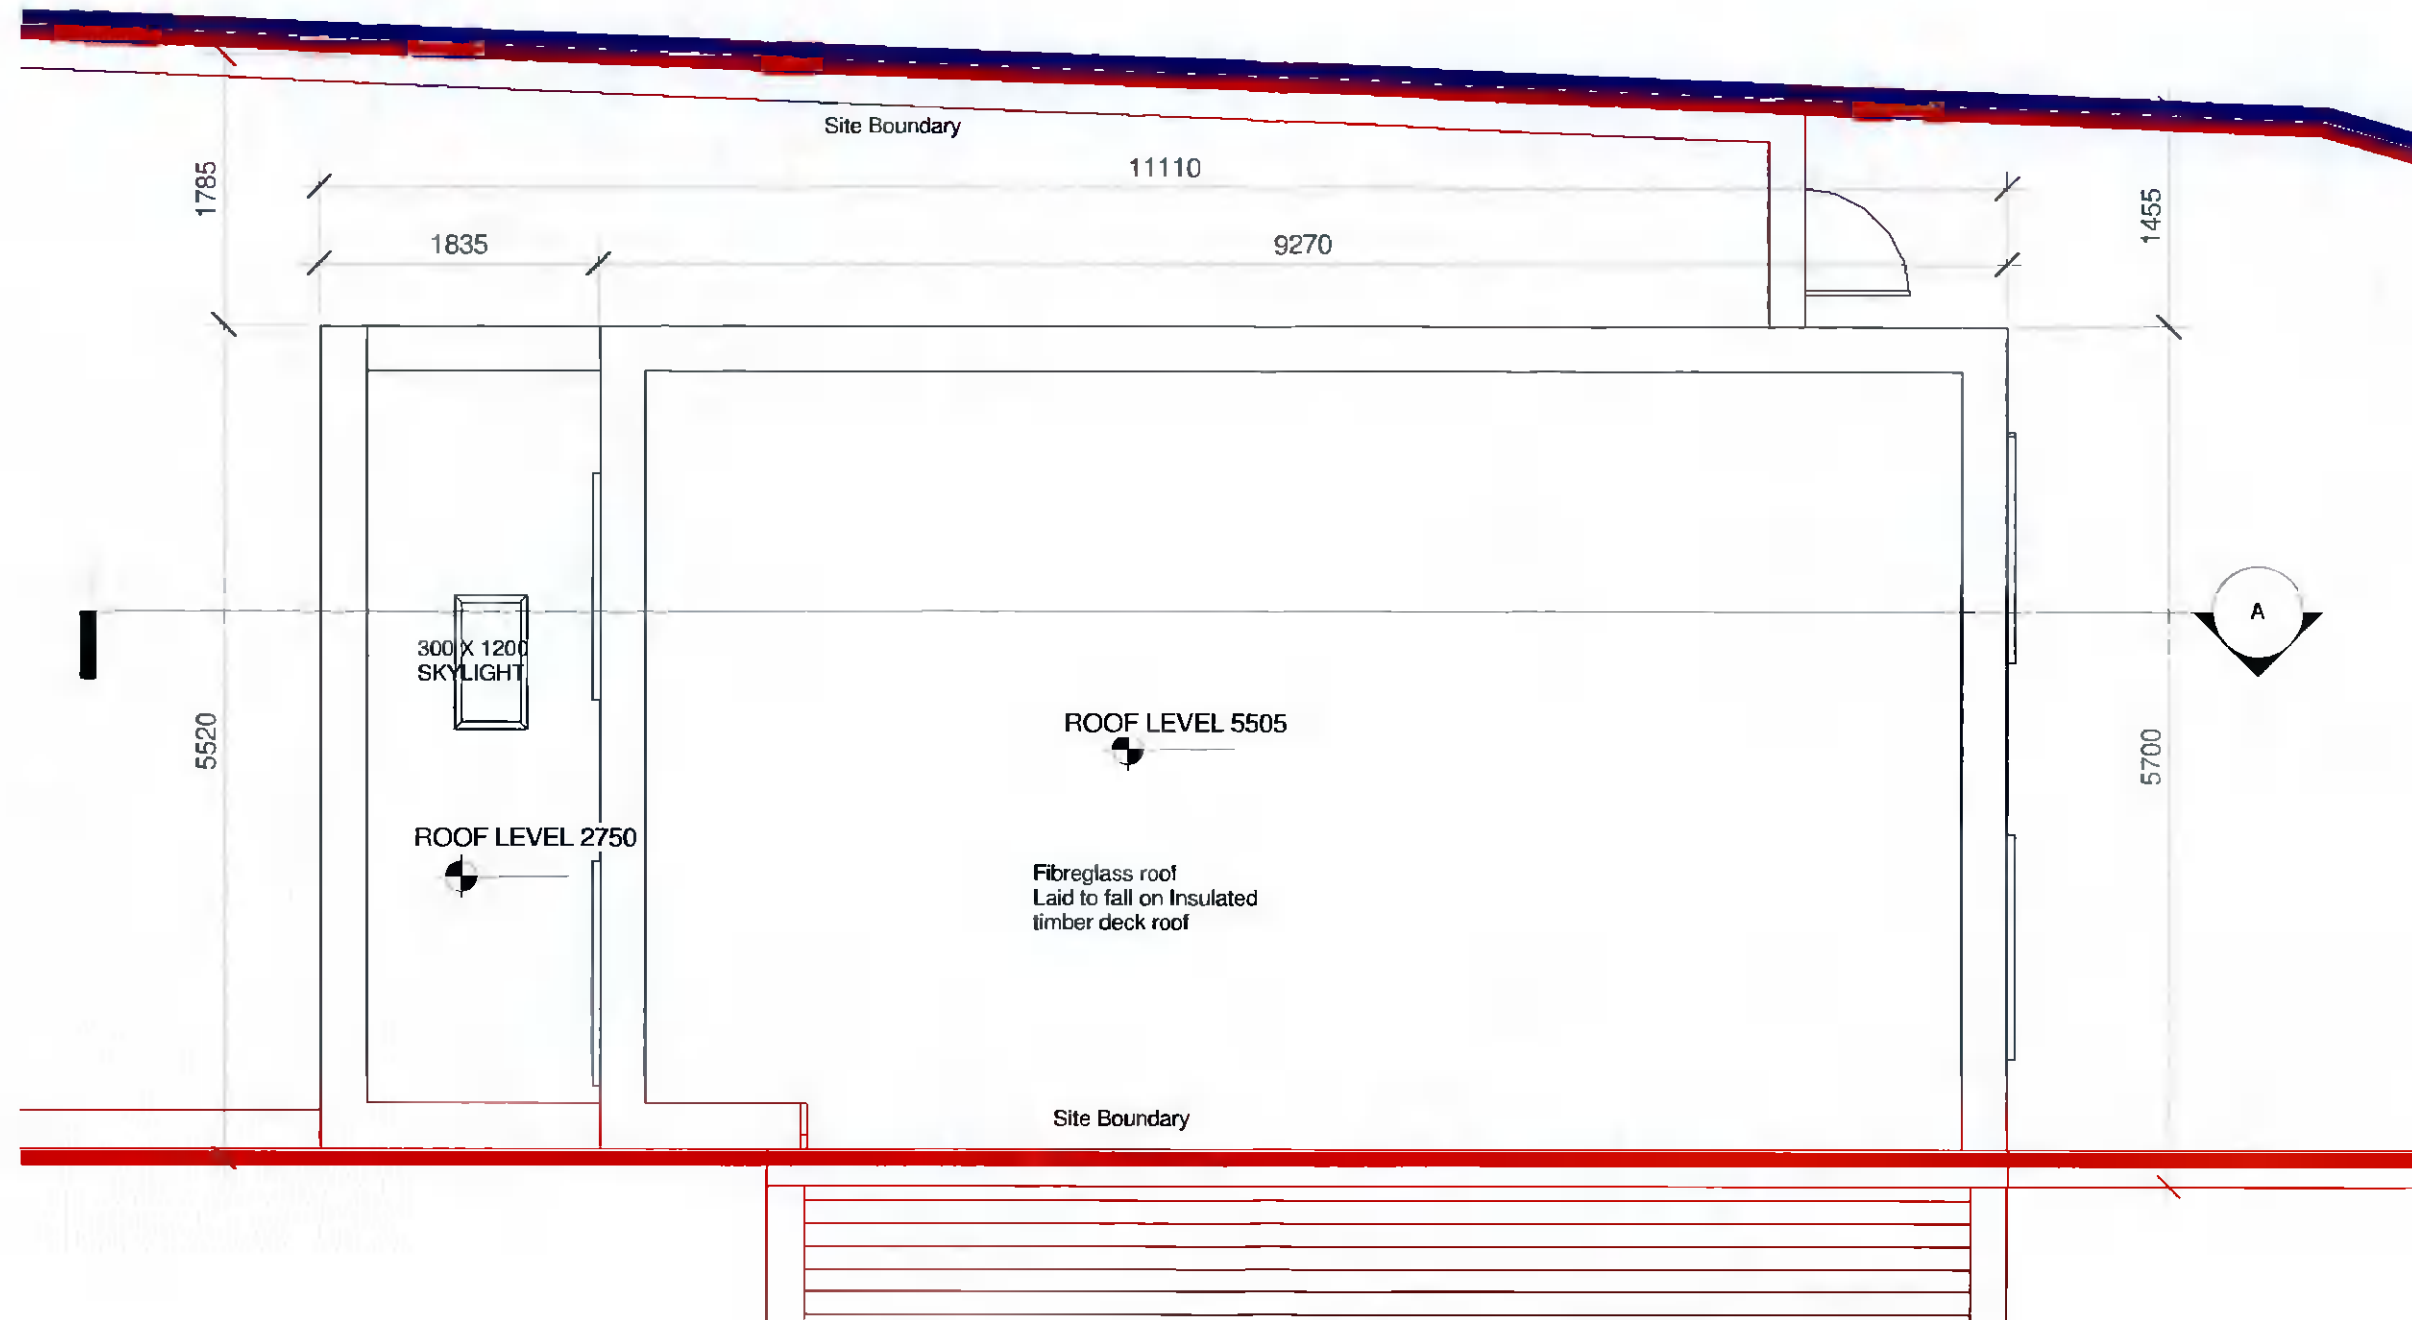 Site Boundary
11110
1785
1455
1835
9270
300 X 1200
SKYLIGHT
A
ROOF LEVEL 5505
5520
5700
ROOF LEVEL 2750
Fibreglass roof
Laid to fall on Insulated
timber deck roof
Site Boundary